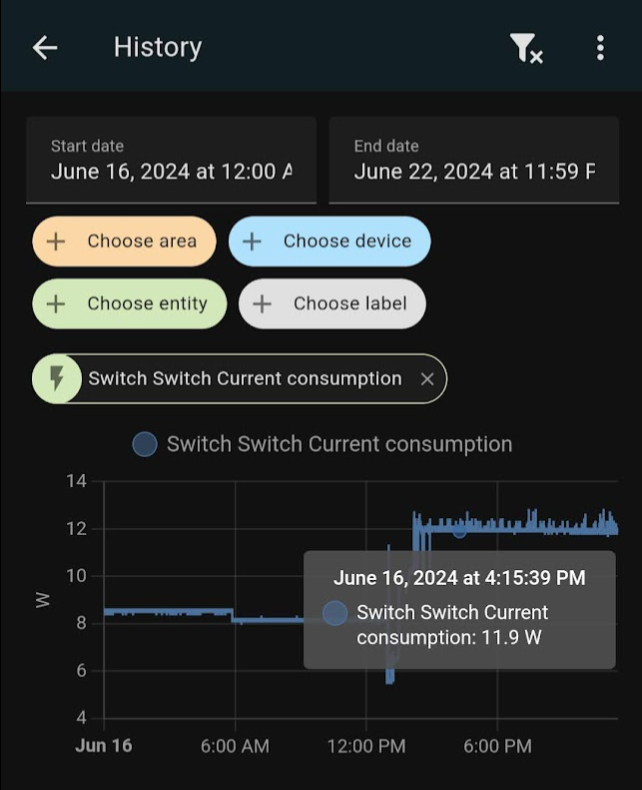 History
Start date
June 16, 2024 at 12:00 A
End date
June 22, 2024 at 11:59 P
Choose area
Choose device
Choose entity
Choose label
Switch Switch Current consumption
Switch Switch Current consumption
14
12
10
8
6
4
W
June 16, 2024 at 4:15:39 PM
Switch Switch Current
consumption: 11.9 W
Jun 16
6:00 AM
12:00 PM
6:00 PM